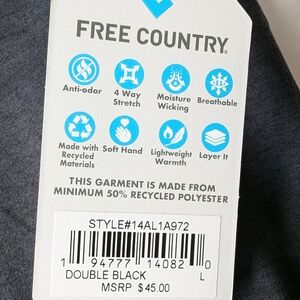 FREE COUNTRY®
Anti-odor
4 Way Stretch
Moisture Wicking
Breathable
Made with Recycled Materials
Soft Hand
Lightweight Warmth
Layer It
THIS GARMENT IS MADE FROM
MINIMUM 50% RECYCLED POLYESTER
STYLE#14AL1A972
1 94777 14082 0
DOUBLE BLACK L
MSRP $45.00